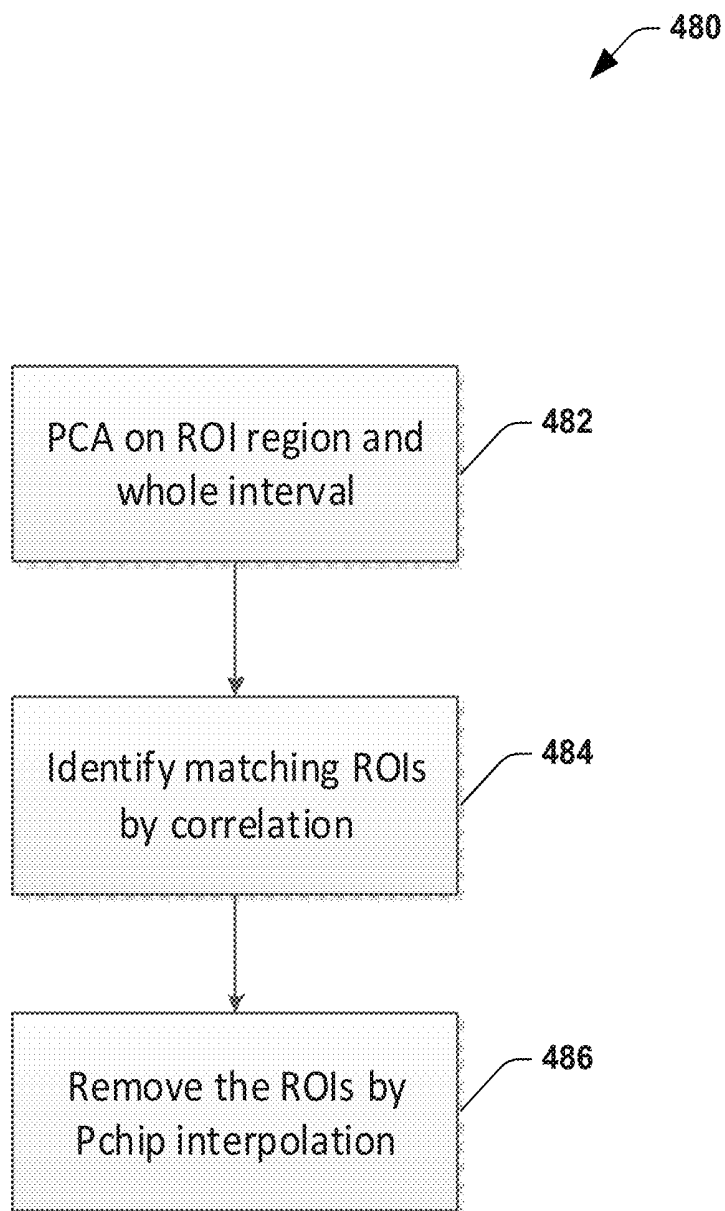 480
PCA on ROI region and
whole interval
482
Identify matching ROIs
by correlation
484
Remove the ROIs by
Pchip interpolation
486